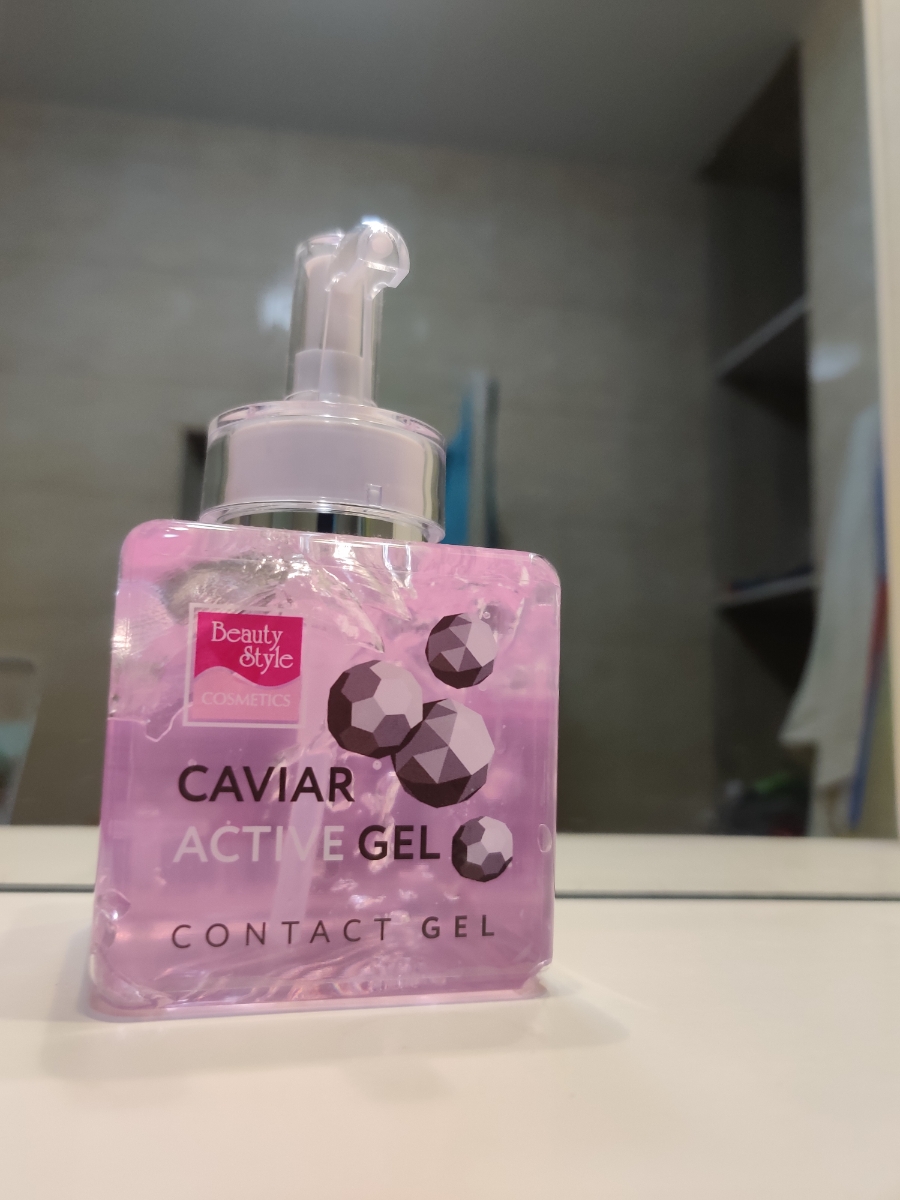 Beauty
Style
COSMETICS
CAVIAR
ACTIVE GEL
CONTACT GEL